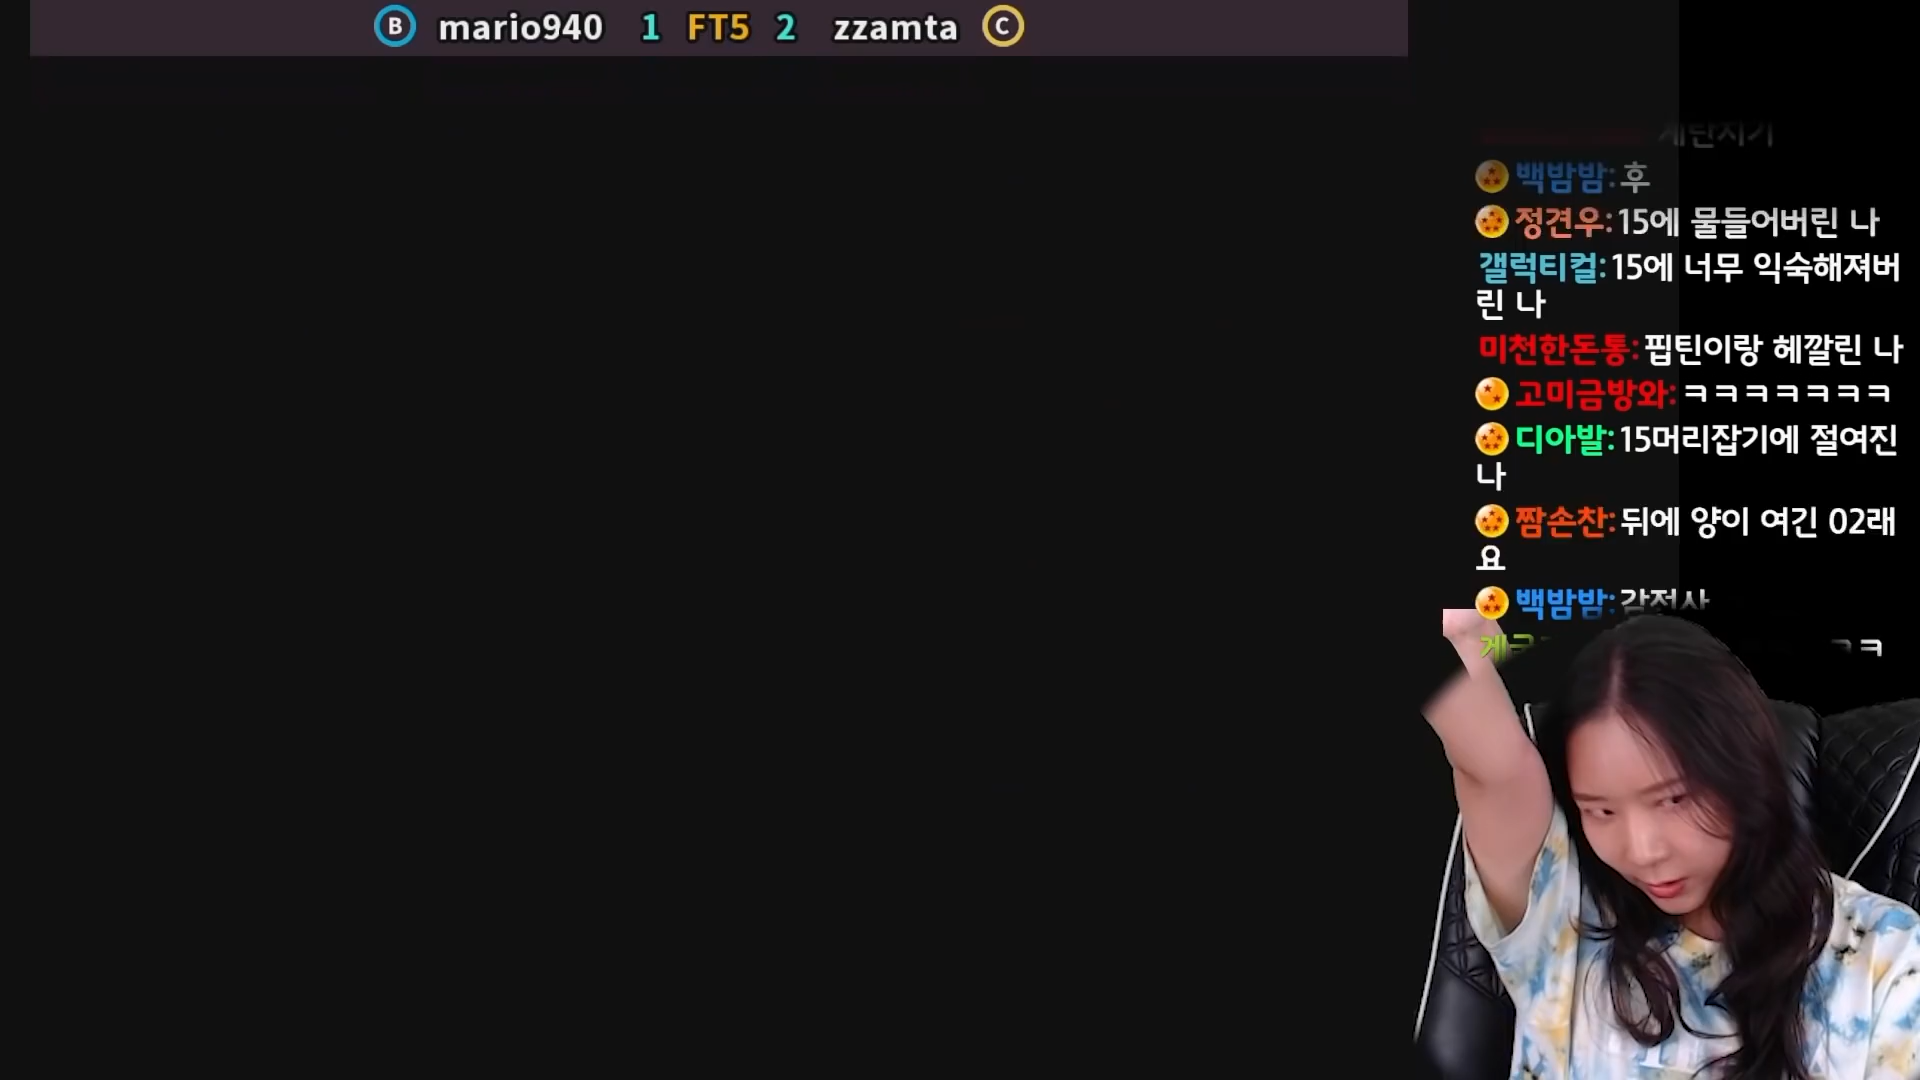 B mario940 1 FT5 2 zzamta C
백밤밤: 후
정견우: 15에 물들어버린 나
갤럭티컬: 15에 너무 익숙해져버
린 나
미천한돈통: 핍틴이랑 헤깔린 나
고미금방와: ㅋㅋㅋㅋㅋㅋㅋ
디아발: 15머리잡기에 절여진
나
짬손찬: 뒤에 양이 여긴 02래
요
백밤밤: 감전사